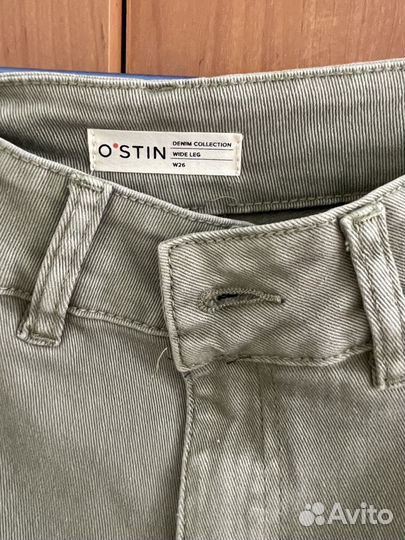 O'STIN
DENIM COLLECTION
WIDE LEG
W26
Avito